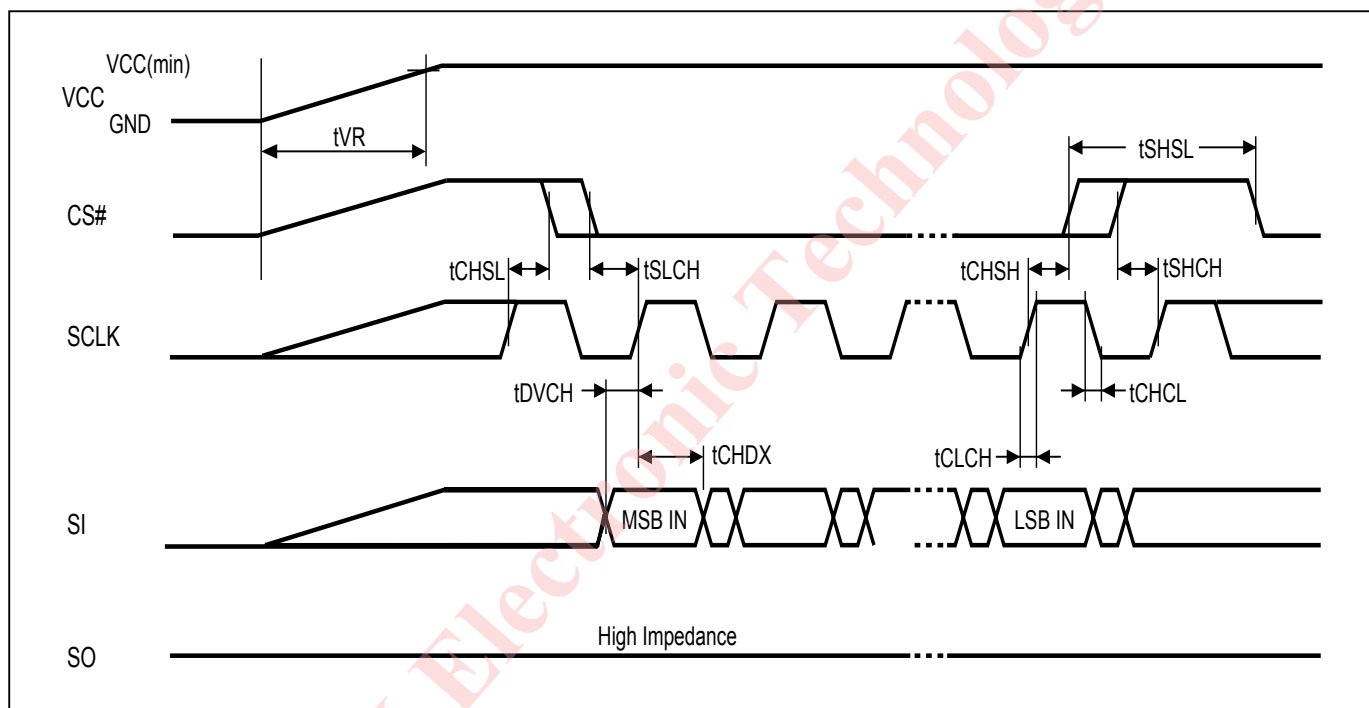 VCC(min)
VCC
GND
tVR
tSHSL
CS#
tCHSL
tSLCH
tCHSH
tSHCH
SCLK
tDVCH
tCHCL
tCHDX
tCLCH
SI
MSB IN
LSB IN
High Impedance
SO
Electronic Technolog